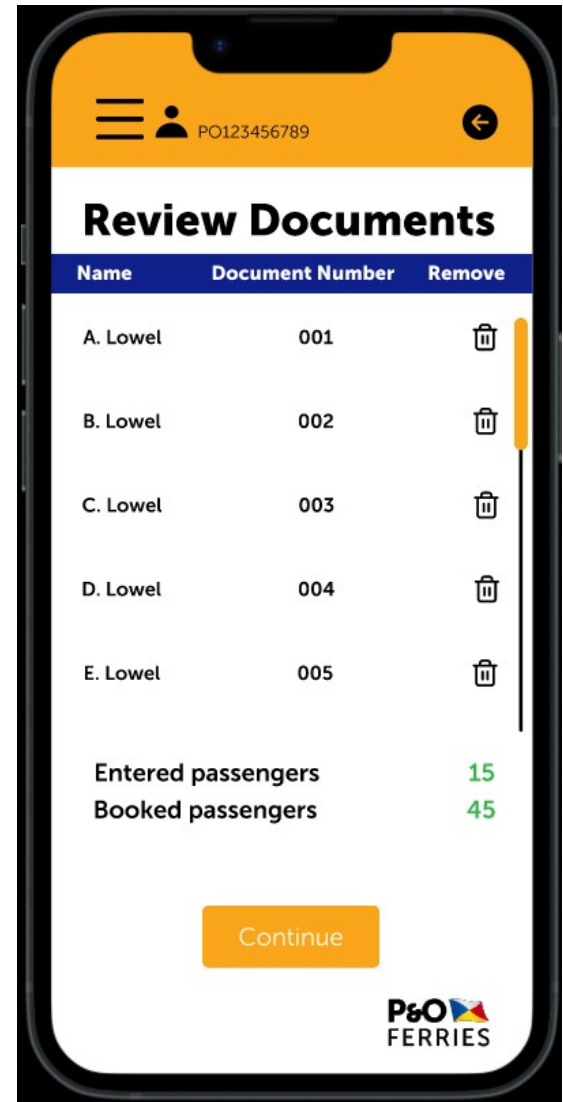 PO123456789
Review Documents
Name Document Number Remove
A. Lowel 001
B. Lowel 002
C. Lowel 003
D. Lowel 004
E. Lowel 005
Entered passengers 15
Booked passengers 45
Continue
P&O
FERRIES